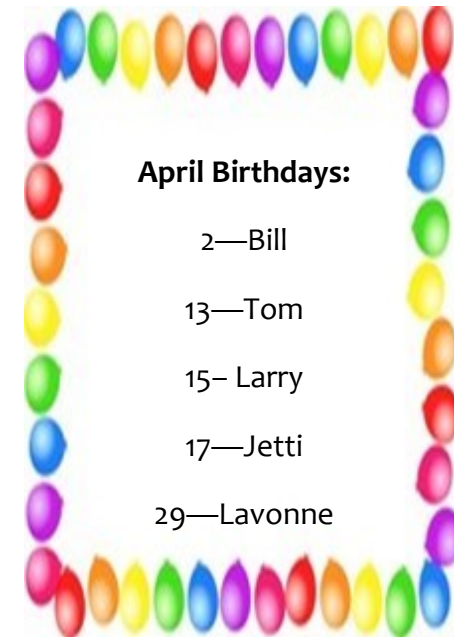 April Birthdays:
2—Bill
13—Tom
15– Larry
17—Jetti
29—Lavonne